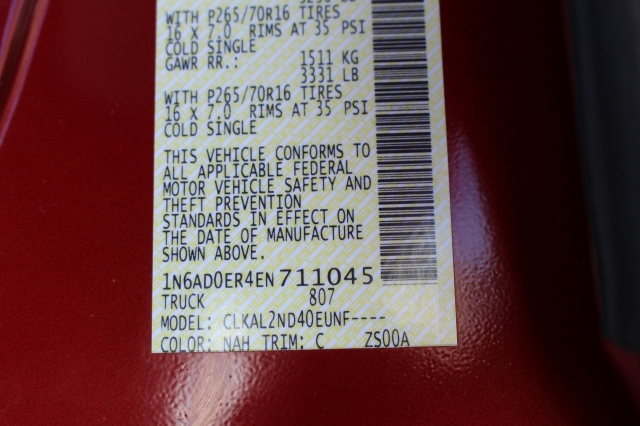 WITH P265/70R16 TIRES
16 X 7.0 RIMS AT 35 PSI
COLD SINGLE
GAWR RR.: 1511 KG
3331 LB
WITH P265/70R16 TIRES
16 X 7.0 RIMS AT 35 PSI
COLD SINGLE
THIS VEHICLE CONFORMS TO
ALL APPLICABLE FEDERAL
MOTOR VEHICLE SAFETY AND
THEFT PREVENTION
STANDARDS IN EFFECT ON
THE DATE OF MANUFACTURE
SHOWN ABOVE.
1N6AD0ER4EN711045
TRUCK 807
MODEL: CLKAL2ND40EUNF----
COLOR: NAH TRIM: C ZS00A